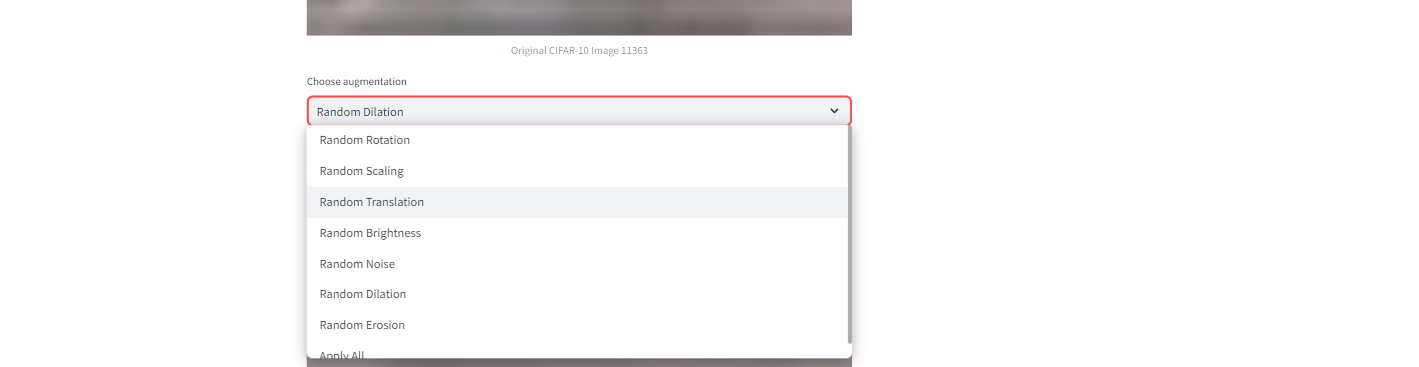 Original CIFAR-10 Image 11363
Choose augmentation
Random Dilation
Random Rotation
Random Scaling
Random Translation
Random Brightness
Random Noise
Random Dilation
Random Erosion
Apply All